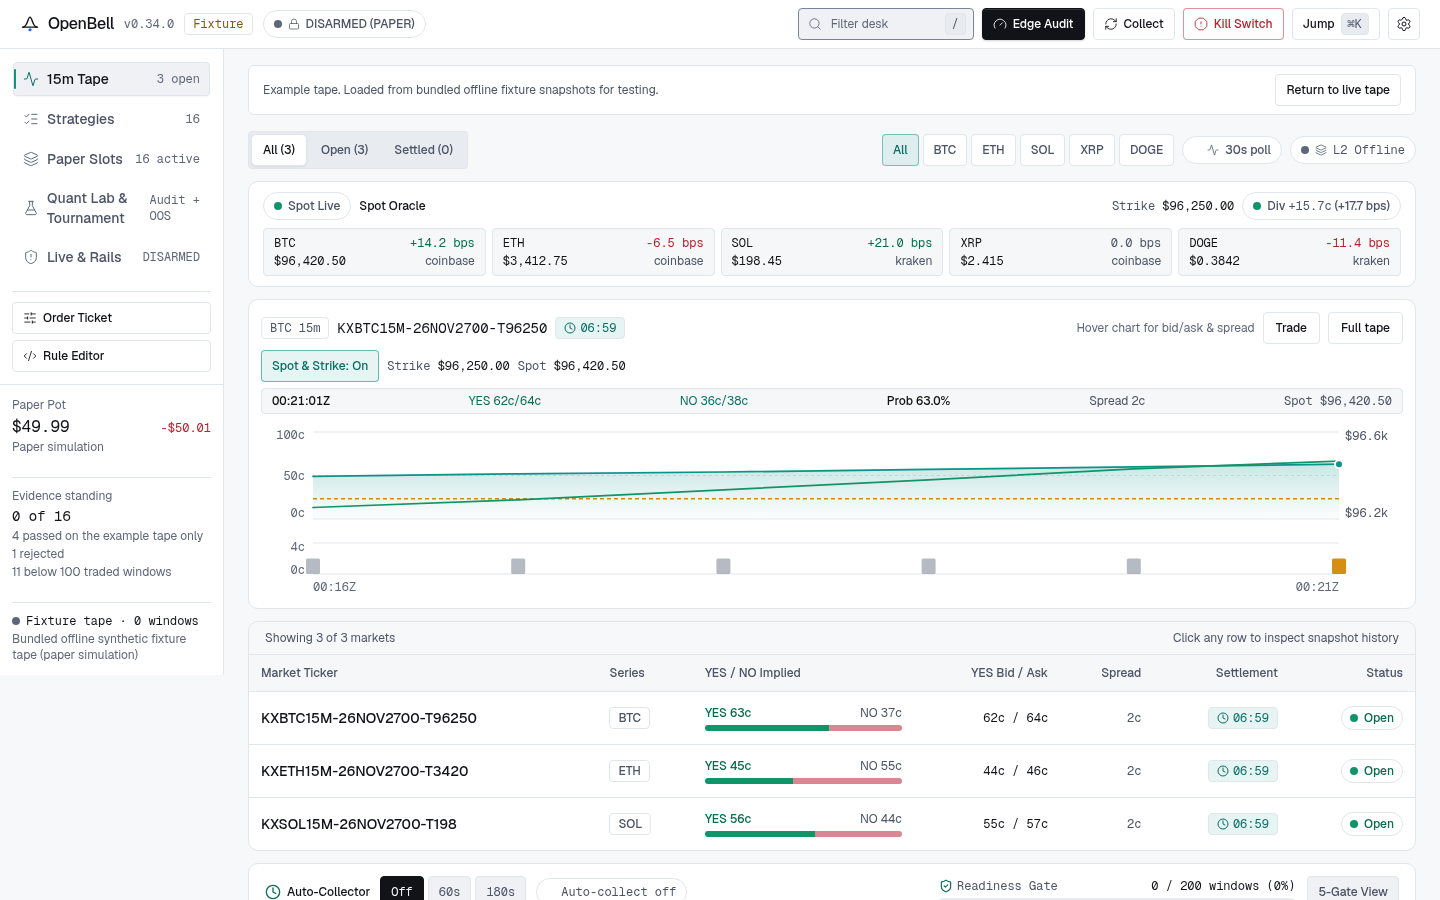 OpenBell v0.34.0 Fixture DISARMED (PAPER) Filter desk / Edge Audit Collect Kill Switch Jump ⌘K
15m Tape 3 open
Strategies 16
Paper Slots 16 active
Quant Lab & Tournament Audit + OOS
Live & Rails DISARMED
Order Ticket
Rule Editor
Paper Pot
$49.99 -$50.01
Paper simulation
Evidence standing
0 of 16
4 passed on the example tape only
1 rejected
11 below 100 traded windows
Fixture tape · 0 windows
Bundled offline synthetic fixture
tape (paper simulation)
Example tape. Loaded from bundled offline fixture snapshots for testing. Return to live tape
All (3) Open (3) Settled (0) All BTC ETH SOL XRP DOGE 30s poll L2 Offline
Spot Live Spot Oracle Strike $96,250.00 Div +15.7c (+17.7 bps)
BTC +14.2 bps ETH -6.5 bps SOL +21.0 bps XRP 0.0 bps DOGE -11.4 bps
$96,420.50 coinbase $3,412.75 coinbase $198.45 kraken $2.415 coinbase $0.3842 kraken
BTC 15m KXBTC15M-26NOV2700-T96250 06:59 Hover chart for bid/ask & spread Trade Full tape
Spot & Strike: On Strike $96,250.00 Spot $96,420.50
00:21:01Z YES 62c/64c NO 36c/38c Prob 63.0% Spread 2c Spot $96,420.50
100c $96.6k
50c
0c $96.2k
4c
0c
00:16Z 00:21Z
Showing 3 of 3 markets Click any row to inspect snapshot history
Market Ticker Series YES / NO Implied YES Bid / Ask Spread Settlement Status
KXBTC15M-26NOV2700-T96250 BTC YES 63c NO 37c 62c / 64c 2c 06:59 Open
KXETH15M-26NOV2700-T3420 ETH YES 45c NO 55c 44c / 46c 2c 06:59 Open
KXSOL15M-26NOV2700-T198 SOL YES 56c NO 44c 55c / 57c 2c 06:59 Open
Auto-Collector Off 60s 180s Auto-collect off Readiness Gate 0 / 200 windows (0%) 5-Gate View